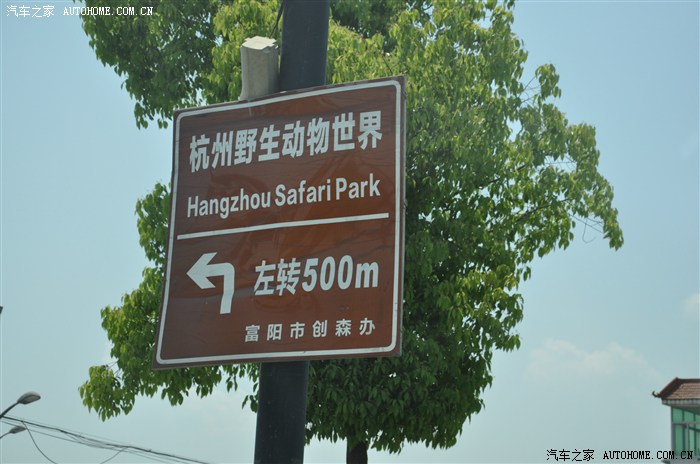 汽车之家 AUTOHOME.COM.CN
杭州野生动物世界
Hangzhou Safari Park
左转500m
富阳市创森办
汽车之家 AUTOHOME.COM.CN